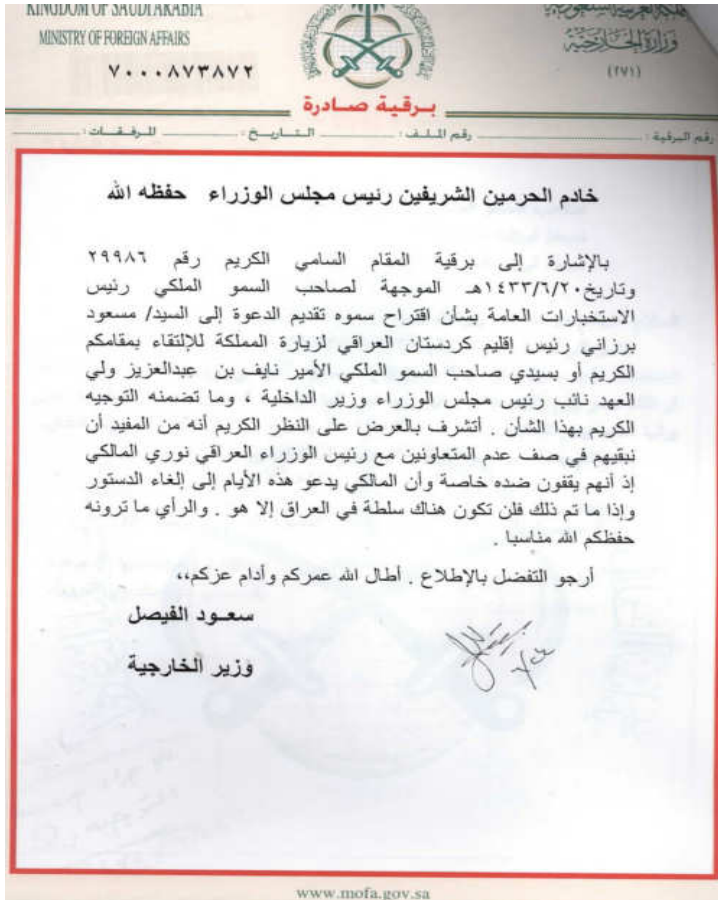 KINGDOM OF SAUDI ARABIA
MINISTRY OF FOREIGN AFFAIRS
وزارة الخارجية
(٢٧١)
٧٠٠٠٨٧٣٨٧٢
برقية صادرة
رقم البرقية : رقم الملف : التاريخ : المرفقات :
خادم الحرمين الشريفين رئيس مجلس الوزراء حفظه الله
بالإشارة إلى برقية المقام السامي الكريم رقم ٢٩٩٨٦
وتاريخ١٤٣٣/٦/٢٠هـ الموجهة لصاحب السمو الملكي رئيس
الاستخبارات العامة بشأن اقتراح سموه تقديم الدعوة إلى السيد/ مسعود
برزاني رئيس إقليم كردستان العراقي لزيارة المملكة للإلتقاء بمقامكم
الكريم أو بسيدي صاحب السمو الملكي الأمير نايف بن عبدالعزيز ولي
العهد نائب رئيس مجلس الوزراء وزير الداخلية ، وما تضمنه التوجيه
الكريم بهذا الشأن . أتشرف بالعرض على النظر الكريم أنه من المفيد أن
نبقيهم في صف عدم المتعاونين مع رئيس الوزراء العراقي نوري المالكي
إذ أنهم يقفون ضده خاصة وأن المالكي يدعو هذه الأيام إلى إلغاء الدستور
وإذا ما تم ذلك فلن تكون هناك سلطة في العراق إلا هو . والرأي ما ترونه
حفظكم الله مناسبا .
أرجو التفضل بالإطلاع . أطال الله عمركم وأدام عزكم،،
سعـود الفيصل
وزير الخارجية
www.mofa.gov.sa